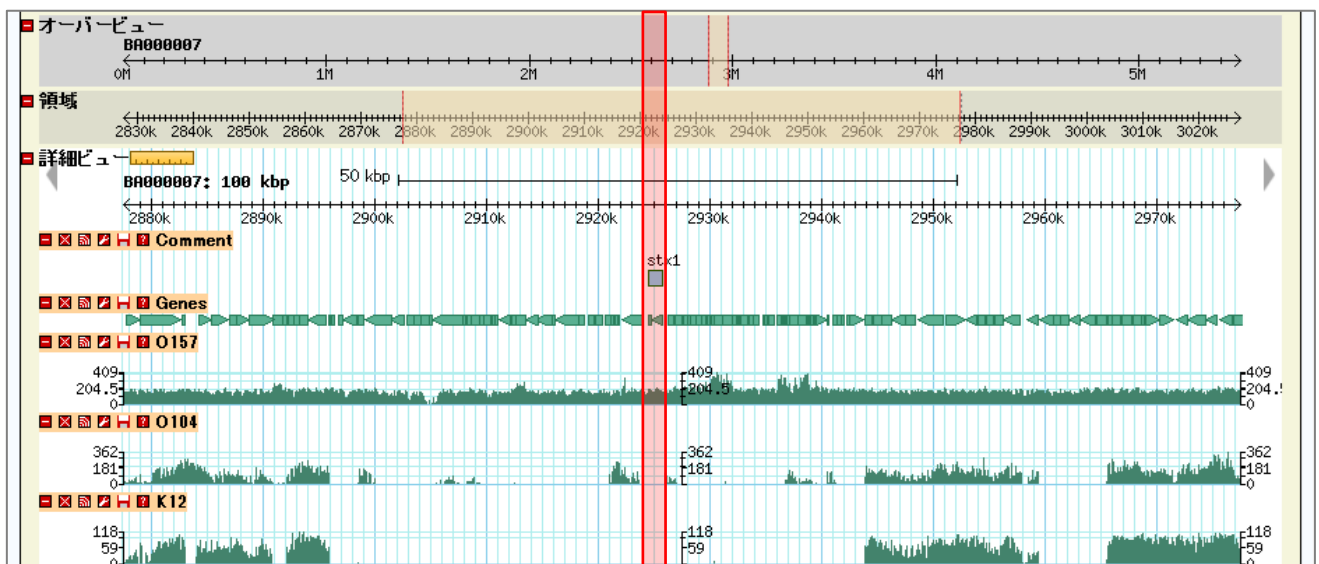 オーバービュー
BA000007
0M 1M 2M 3M 4M 5M
領域
2830k 2840k 2850k 2860k 2870k 2880k 2890k 2900k 2910k 2920k 2930k 2940k 2950k 2960k 2970k 2980k 2990k 3000k 3010k 3020k
詳細ビュー
BA000007: 100 kbp 50 kbp
2880k 2890k 2900k 2910k 2920k 2930k 2940k 2950k 2960k 2970k
Comment
stx1
Genes
O157
409 409 409
204.5 204.5 204.5
0 0
O104
362 362 362
181 181 181
0 0 0
K12
118 118 118
59 59 59